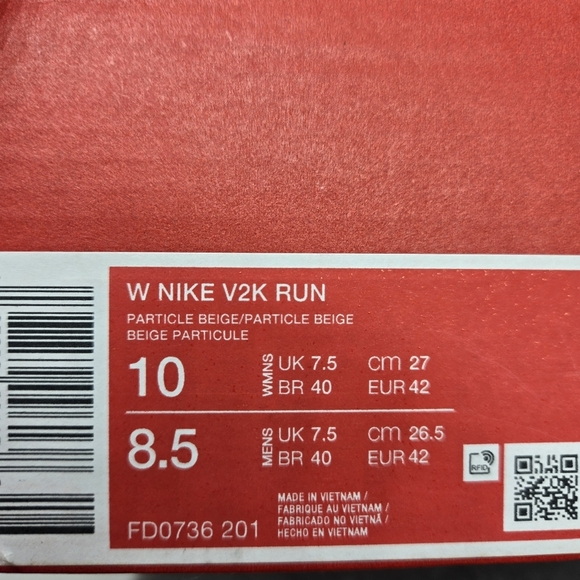 W NIKE V2K RUN
PARTICLE BEIGE/PARTICLE BEIGE
BEIGE PARTICULE
10 WMNS UK 7.5 cm 27
BR 40 EUR 42
8.5 MENS UK 7.5 cm 26.5
BR 40 EUR 42
RFID
MADE IN VIETNAM /
FABRIQUE AU VIETNAM /
FABRICADO NO VIETNÃ /
HECHO EN VIETNAM
FD0736 201